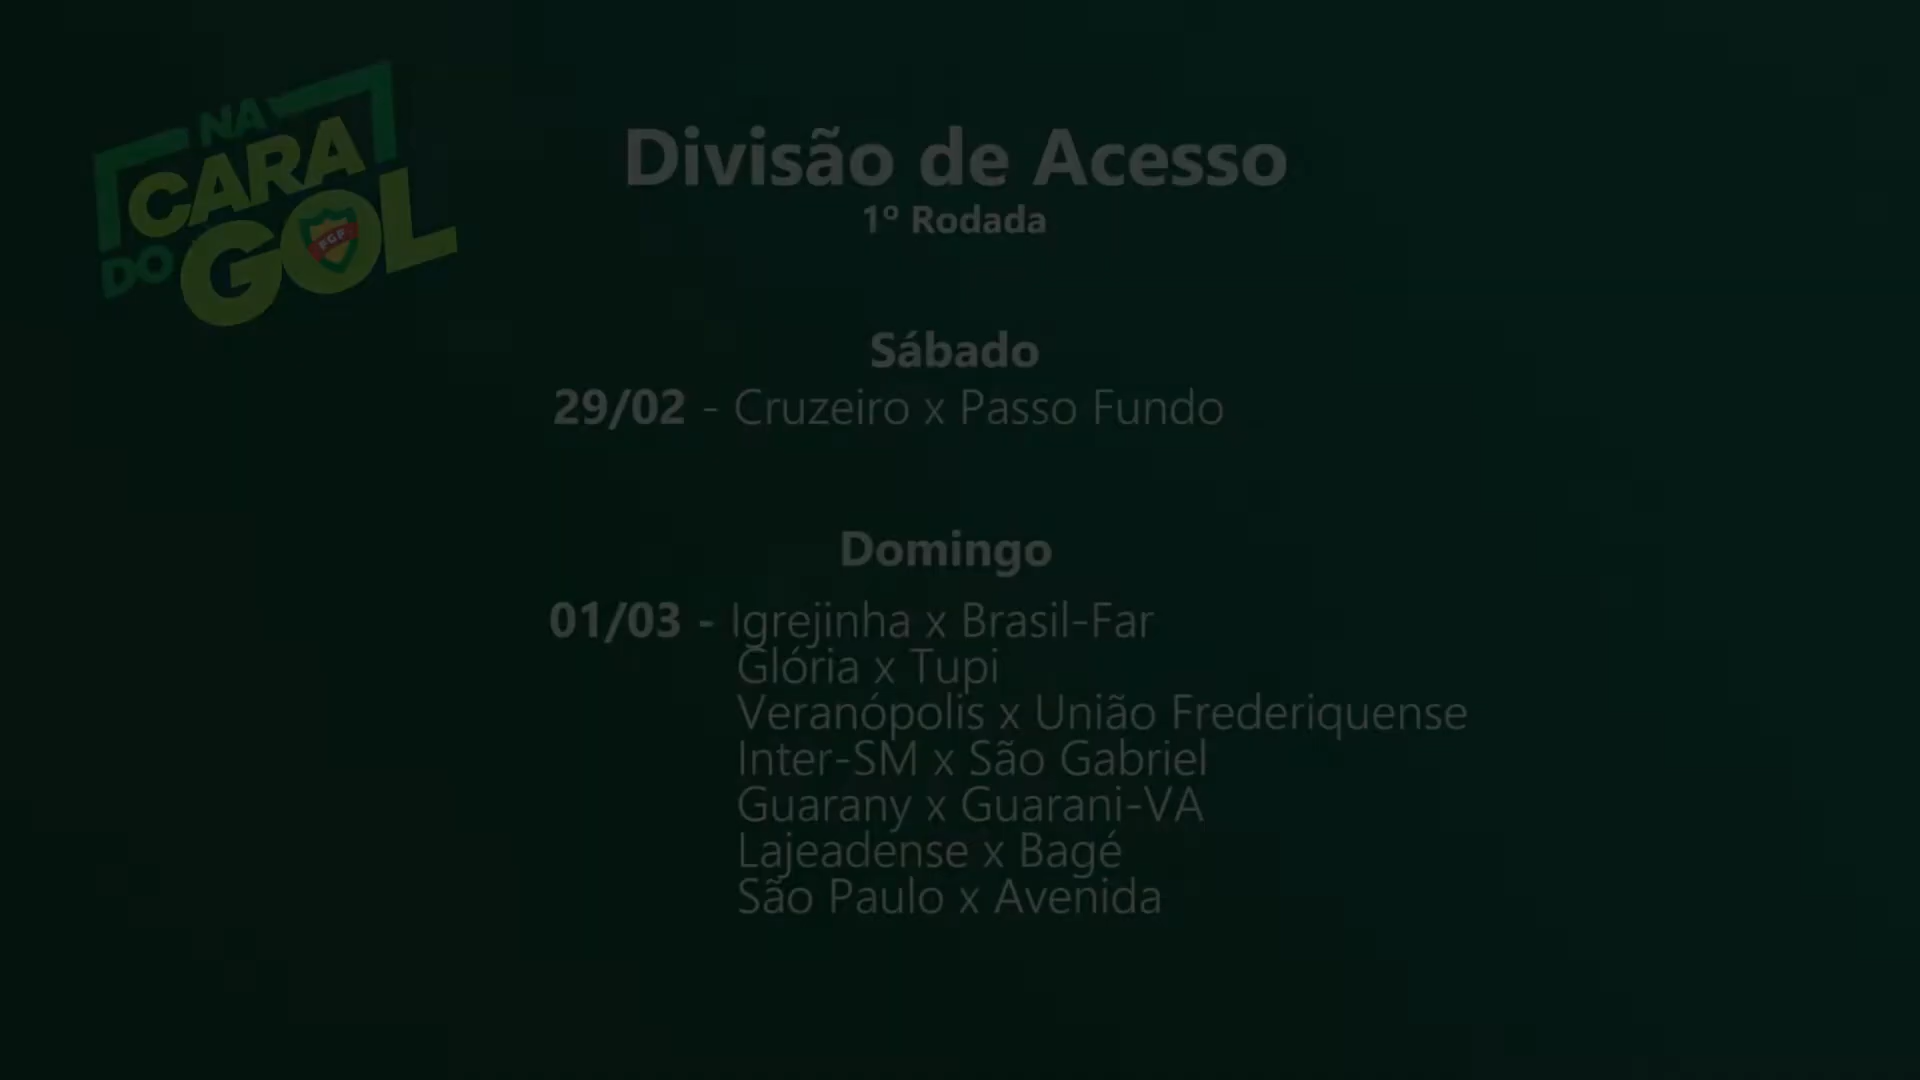 NA
CARA
DO GOL
FGF
Divisão de Acesso
1º Rodada
Sábado
29/02 - Cruzeiro x Passo Fundo
Domingo
01/03 - Igrejinha x Brasil-Far
Glória x Tupi
Veranópolis x União Frederiquense
Inter-SM x São Gabriel
Guarany x Guarani-VA
Lajeadense x Bagé
São Paulo x Avenida